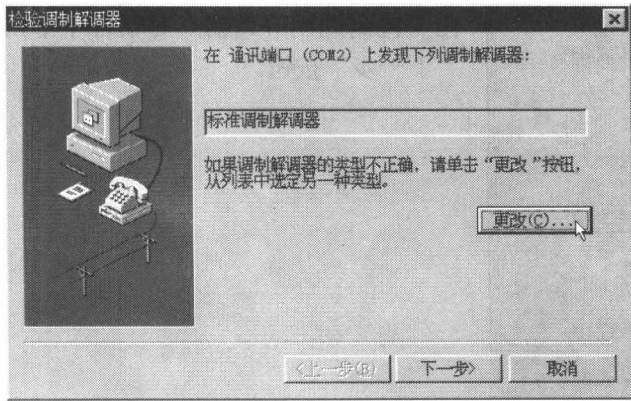 检验调制解调器
在 通讯端口 (COM2) 上发现下列调制解调器:
标准调制解调器
如果调制解调器的类型不正确, 请单击“更改”按钮,
从列表中选定另一种类型。
更改(C)...
<上一步(B)
下一步>
取消